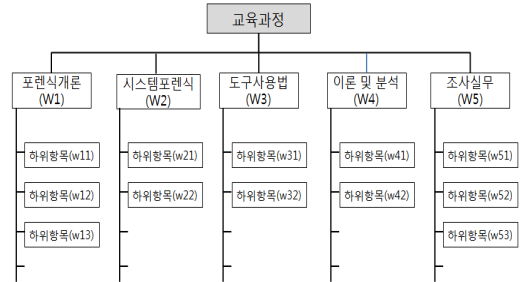 교육과정
포렌식개론
(W1)
시스템포렌식
(W2)
도구사용법
(W3)
이론 및 분석
(W4)
조사실무
(W5)
하위항목(w11)
하위항목(w21)
하위항목(w31)
하위항목(w41)
하위항목(w51)
하위항목(w12)
하위항목(w22)
하위항목(w32)
하위항목(w42)
하위항목(w52)
하위항목(w13)
하위항목(w53)